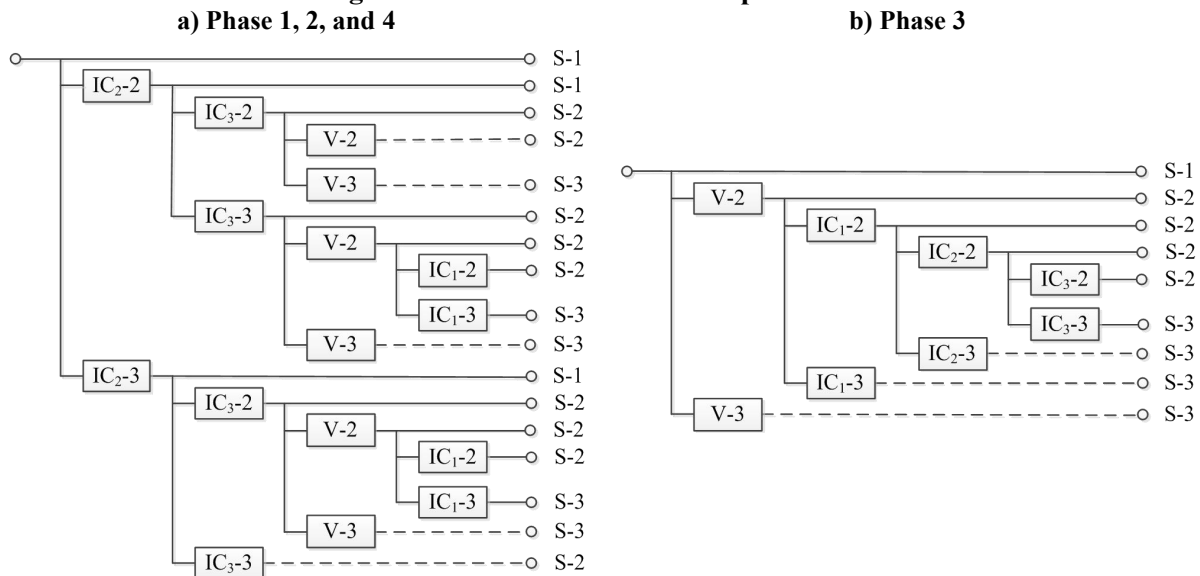 a) Phase 1, 2, and 4
S-1
IC₂-2 S-1
IC₃-2 S-2
V-2 S-2
V-3 S-3
IC₃-3 S-2
V-2 S-2
IC₁-2 S-2
IC₁-3 S-3
V-3 S-3
IC₂-3 S-1
IC₃-2 S-2
V-2 S-2
IC₁-2 S-2
IC₁-3 S-3
V-3 S-3
IC₃-3 S-2
b) Phase 3
S-1
V-2 S-2
IC₁-2 S-2
IC₂-2 S-2
IC₃-2 S-2
IC₃-3 S-3
IC₂-3 S-3
IC₁-3 S-3
V-3 S-3